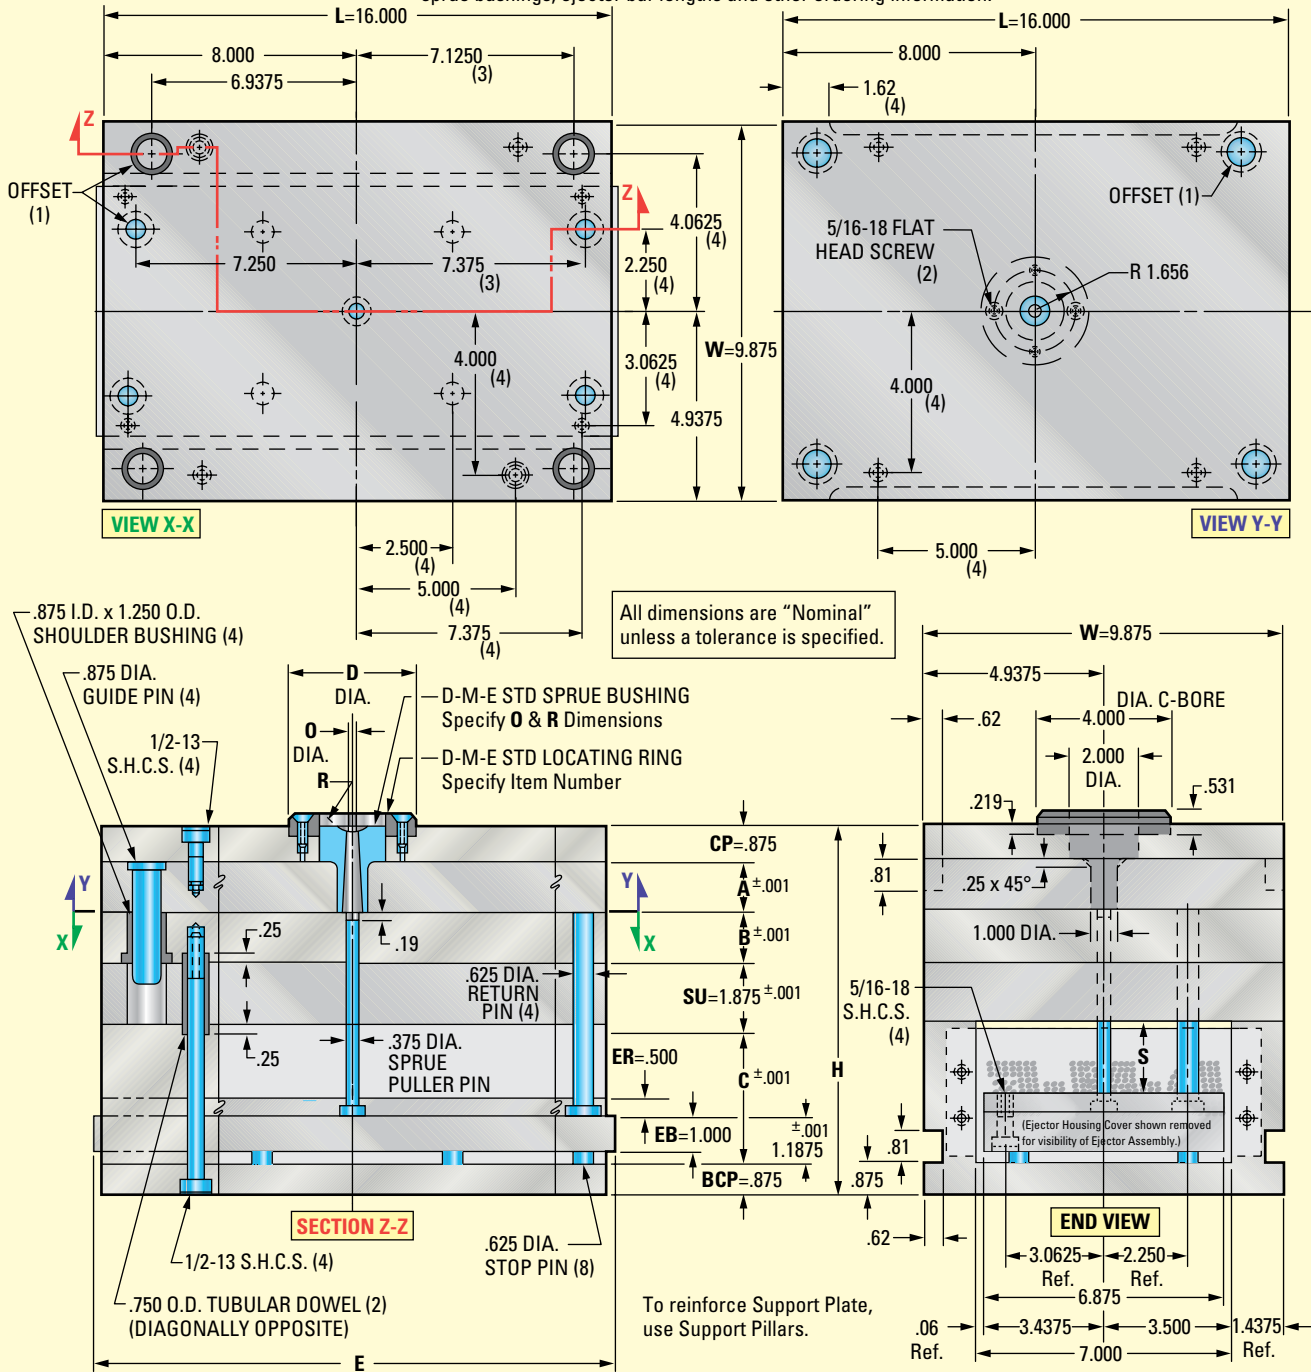 sprue bushings, ejector bar lengths and other ordering information.
L=16.000
8.000
7.1250
(3)
6.9375
Z
OFFSET
(1)
Z
7.250
7.375
(3)
4.0625
(4)
2.250
(4)
4.000
(4)
3.0625
(4)
4.9375
W=9.875
VIEW X-X
2.500
(4)
5.000
(4)
7.375
(4)
L=16.000
8.000
1.62
(4)
OFFSET (1)
5/16-18 FLAT
HEAD SCREW
(2)
R 1.656
4.000
(4)
VIEW Y-Y
5.000
(4)
All dimensions are “Nominal”
unless a tolerance is specified.
.875 I.D. x 1.250 O.D.
SHOULDER BUSHING (4)
.875 DIA.
GUIDE PIN (4)
1/2-13
S.H.C.S. (4)
D
DIA.
O
DIA.
R
D-M-E STD SPRUE BUSHING
Specify O & R Dimensions
D-M-E STD LOCATING RING
Specify Item Number
CP=.875
Y
X
Y
X
A ±.001
B ±.001
.25
.19
.625 DIA.
RETURN
PIN (4)
SU=1.875 ±.001
.25
.375 DIA.
SPRUE
PULLER PIN
ER=.500
C ±.001
H
EB=1.000
±.001
1.1875
BCP=.875
SECTION Z-Z
1/2-13 S.H.C.S. (4)
.625 DIA.
STOP PIN (8)
.750 O.D. TUBULAR DOWEL (2)
(DIAGONALLY OPPOSITE)
To reinforce Support Plate,
use Support Pillars.
E
W=9.875
4.9375
DIA. C-BORE
.62
4.000
2.000
DIA.
.531
.219
.81
.25 x 45°
1.000 DIA.
5/16-18
S.H.C.S.
(4)
S
(Ejector Housing Cover shown removed
for visibility of Ejector Assembly.)
.81
.875
.62
END VIEW
3.0625
Ref.
2.250
Ref.
6.875
.06
Ref.
3.4375
3.500
1.4375
Ref.
7.000